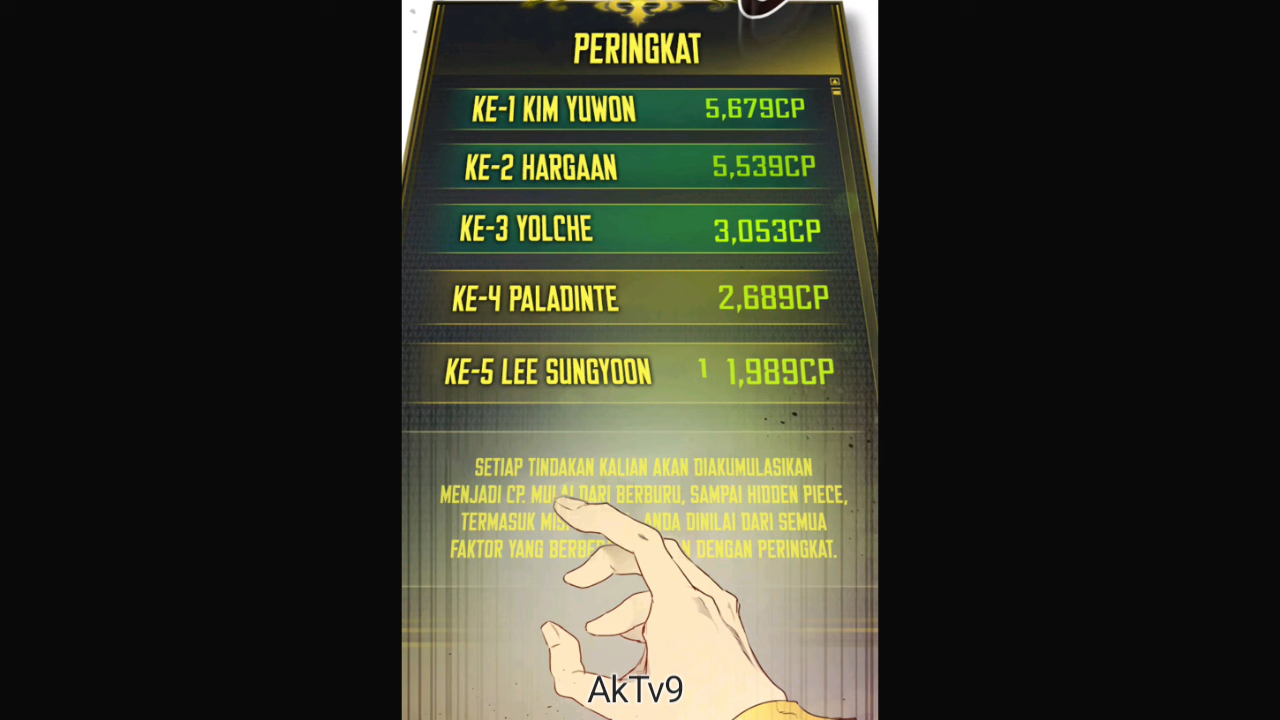 PERINGKAT
KE-1 KIM YUWON 5,679CP
KE-2 HARGAAN 5,539CP
KE-3 YOLCHE 3,053CP
KE-4 PALADINTE 2,689CP
KE-5 LEE SUNGYOON 1 1,989CP
SETIAP TINDAKAN KALIAN AKAN DIAKUMULASIKAN
MENJADI CP. MULAI DARI BERBURU, SAMPAI HIDDEN PIECE,
TERMASUK ANDA DINILAI DARI SEMUA
FAKTOR YANG DENGAN PERINGKAT.
AkTv9